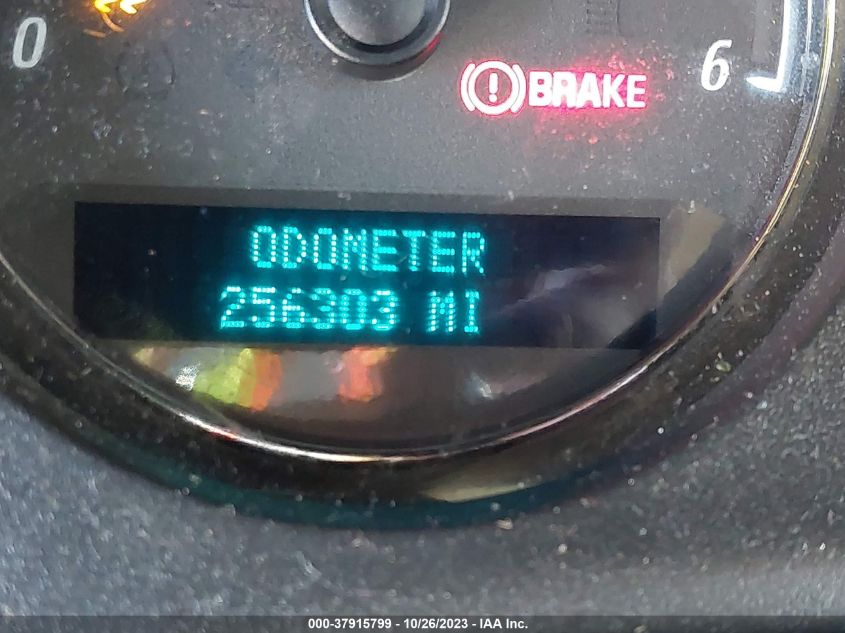 0
6
(!) BRAKE
ODOMETER
256303 MI
000-37915799 - 10/26/2023 - IAA Inc.